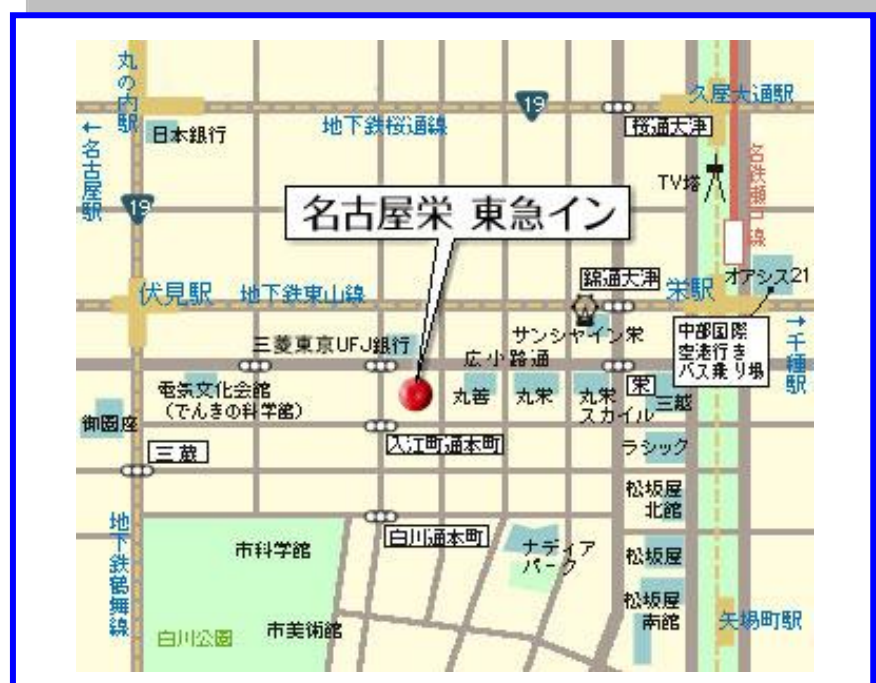 丸の内駅
久屋大通駅
19
桜通大津
地下鉄桜通線
日本銀行
←名古屋駅
TV塔
名鉄瀬戸線
19
名古屋栄 東急イン
オアシス21
錦通大津
栄駅
伏見駅
地下鉄東山線
中部国際
空港行き
バス乗り場
→千種駅
サンシャイン栄
三菱東京UFJ銀行
広小路通
電気文化会館
(でんきの科学館)
丸善
丸栄
丸栄
スカイル
栄
三越
御園座
入江町通本町
三蔵
ラシック
松坂屋
北館
地下鉄鶴舞線
白川通本町
市科学館
ナディア
パーク
松坂屋
松坂屋
南館
矢場町駅
白川公園
市美術館